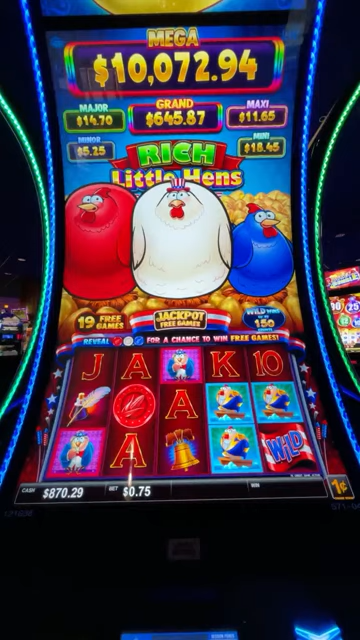 MEGA
$10,072.94
MAJOR
$14.70
GRAND
$645.87
MAXI
$11.65
MINOR
$5.25
MINI
$18.45
RICH
Little Hens
19 FREE GAMES
JACKPOT
FREE GAMES
WILD WINS
UP TO
150
CREDITS
REVEAL
FOR A CHANCE TO WIN FREE GAMES!
J A K 10
A
A WILD
CASH $870.29 BET $0.75 WIN
1¢